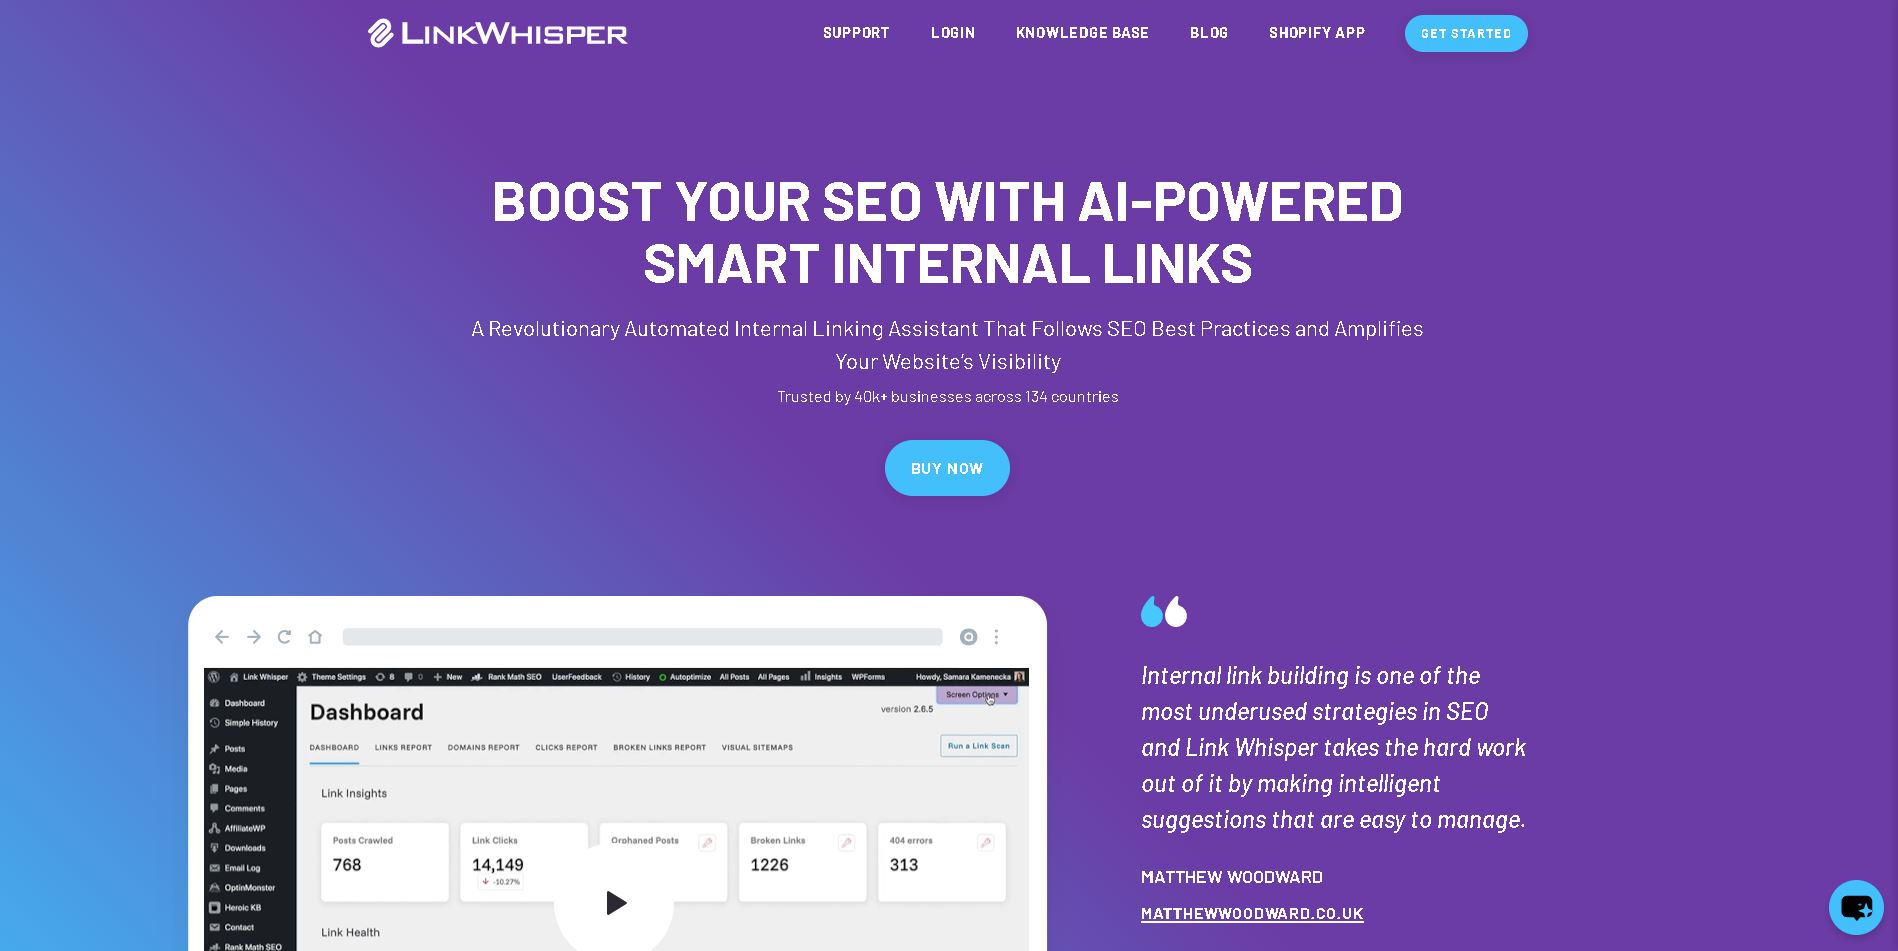 LINKWHISPER
SUPPORT LOGIN KNOWLEDGE BASE BLOG SHOPIFY APP GET STARTED
BOOST YOUR SEO WITH AI-POWERED
SMART INTERNAL LINKS
A Revolutionary Automated Internal Linking Assistant That Follows SEO Best Practices and Amplifies
Your Website's Visibility
Trusted by 40k+ businesses across 134 countries
BUY NOW
Link Whisper Theme Settings 8 0 New Rank Math SEO UserFeedback History Autoptimize All Posts All Pages Insights WPForms Howdy, Samara Kamenecka
Screen Options
Dashboard
Simple History
Posts
Media
Pages
Comments
AffiliateWP
Downloads
Email Log
OptinMonster
Heroic KB
Contact
Rank Math SEO
Dashboard
version 2.6.5
DASHBOARD LINKS REPORT DOMAINS REPORT CLICKS REPORT BROKEN LINKS REPORT VISUAL SITEMAPS
Run a Link Scan
Link Insights
Posts Crawled
768
Link Clicks
14,149
-10.27%
Orphaned Posts
Broken Links
1226
404 errors
313
Link Health
Internal link building is one of the
most underused strategies in SEO
and Link Whisper takes the hard work
out of it by making intelligent
suggestions that are easy to manage.
MATTHEW WOODWARD
MATTHEWWOODWARD.CO.UK